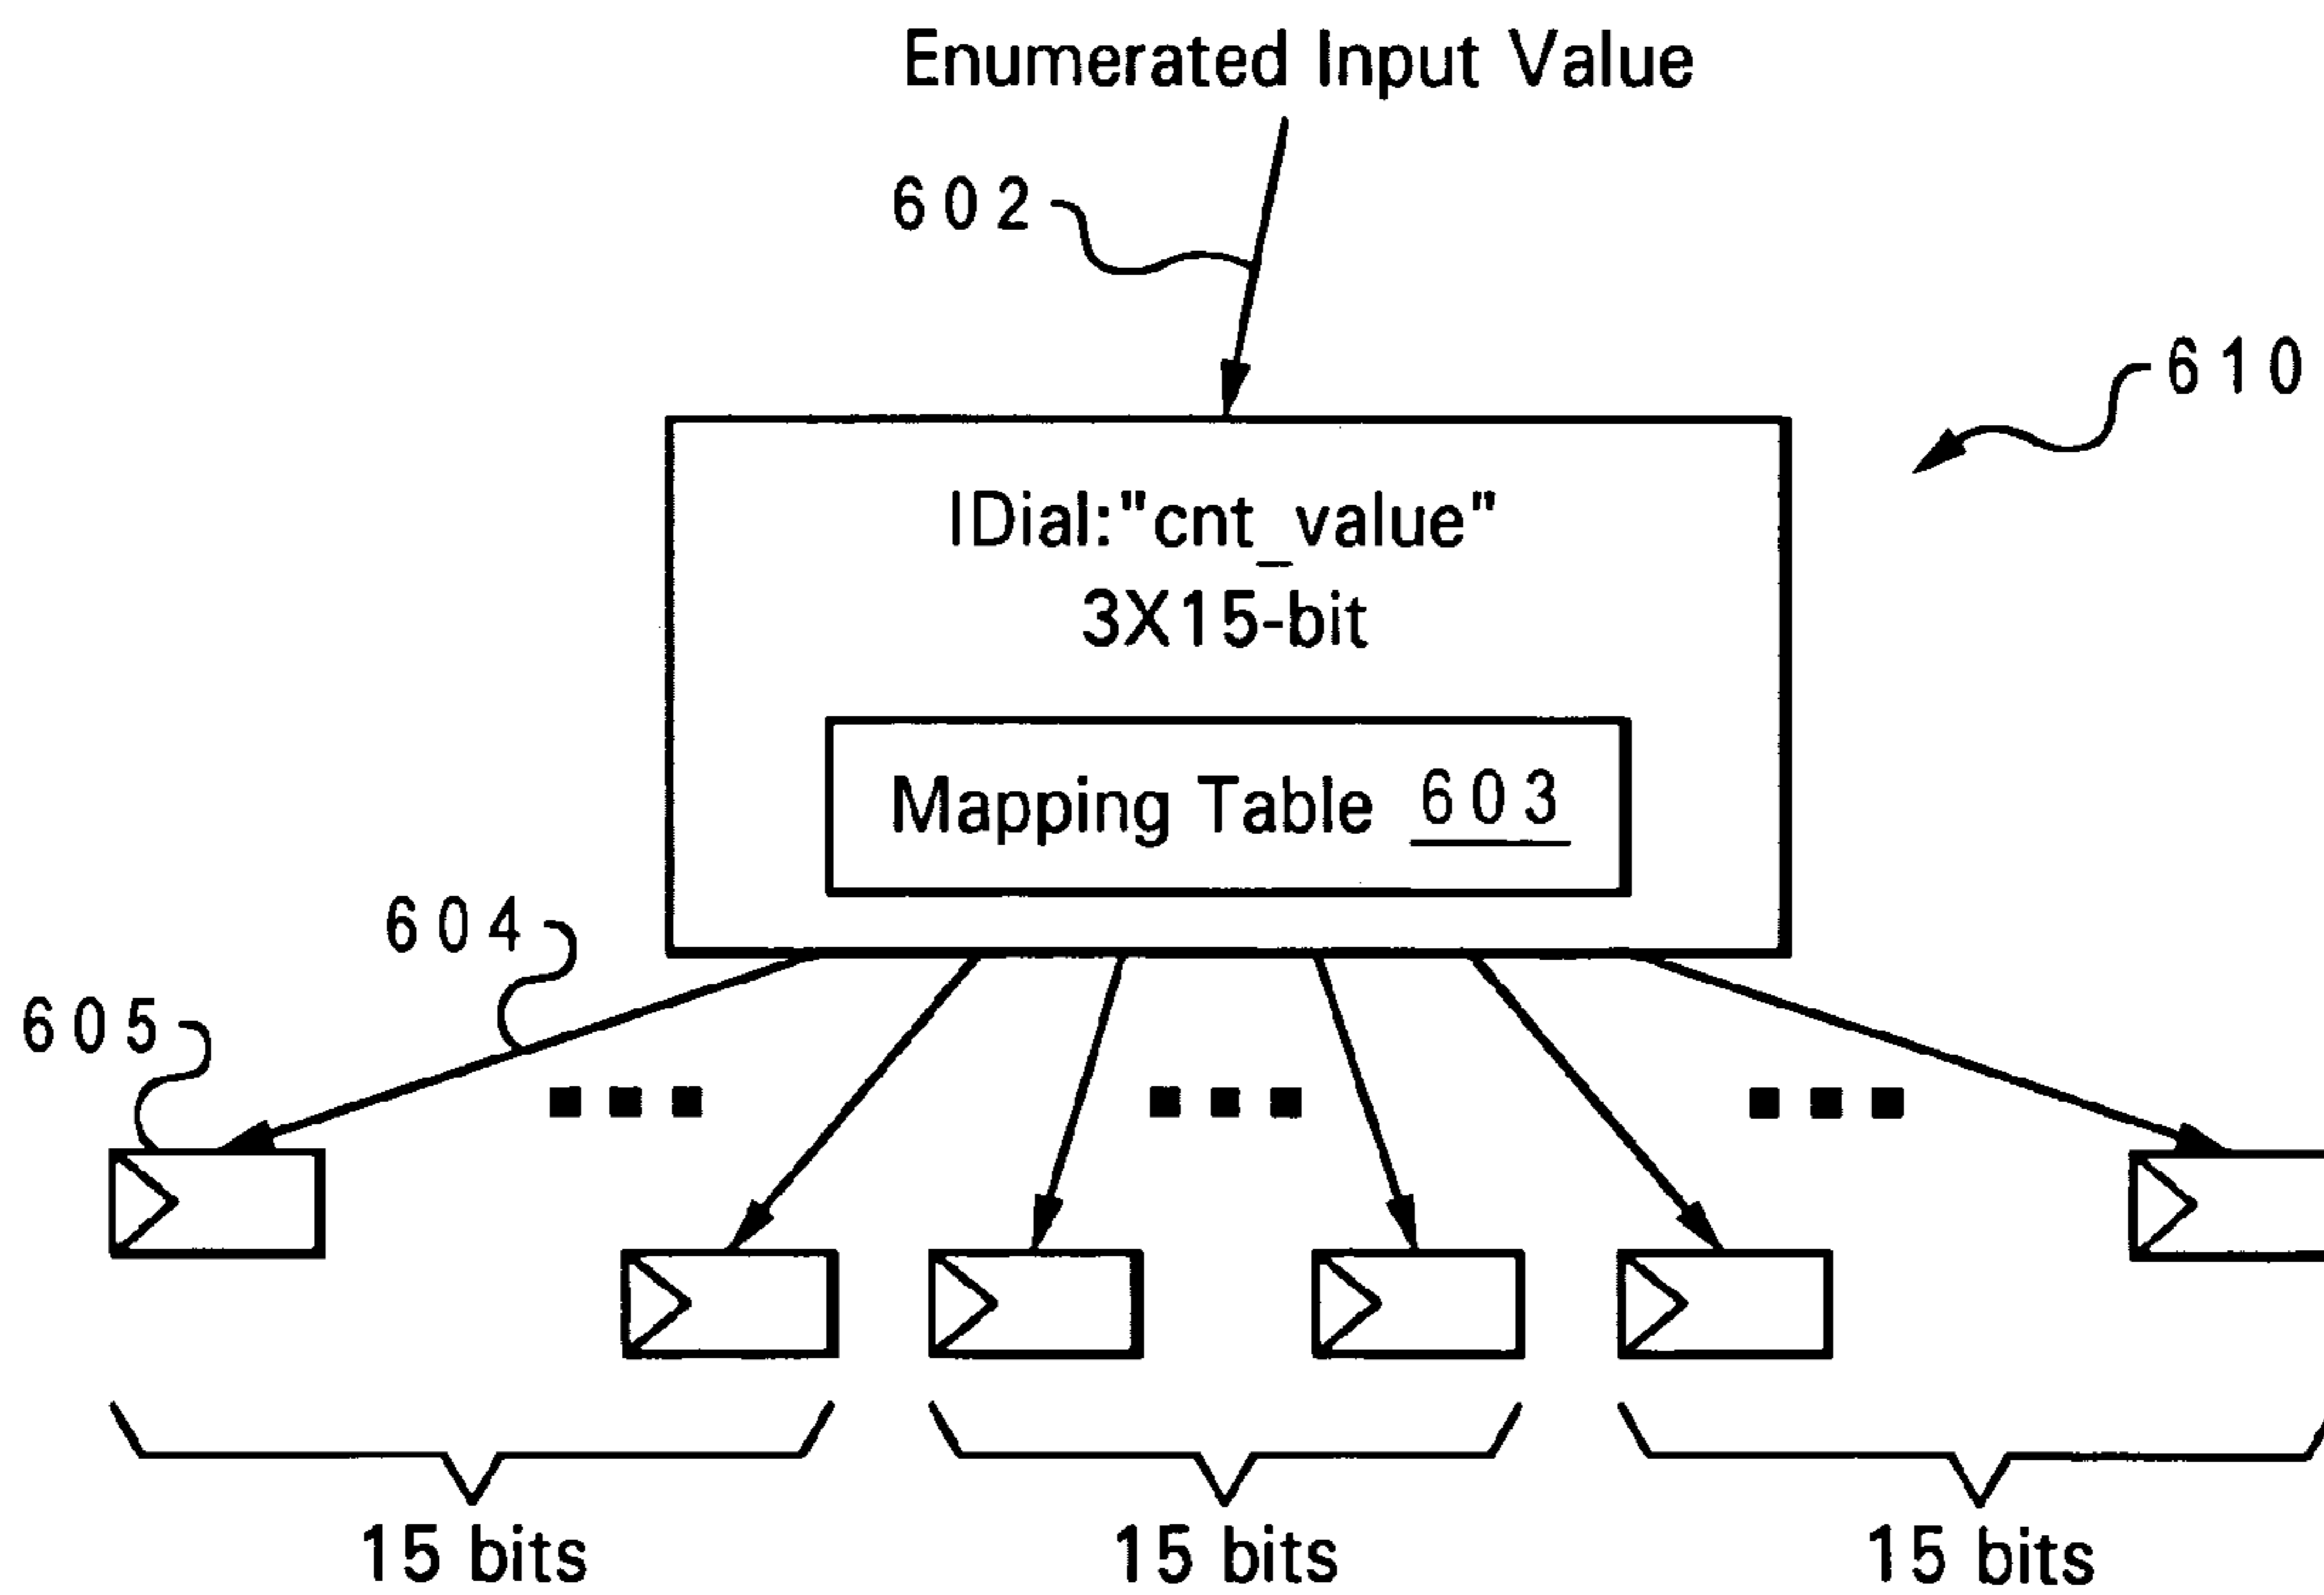 Enumerated Input Value
602
610
IDial:"cnt_value"
3X15-bit
Mapping Table 603
604
605
15 bits 15 bits 15 bits